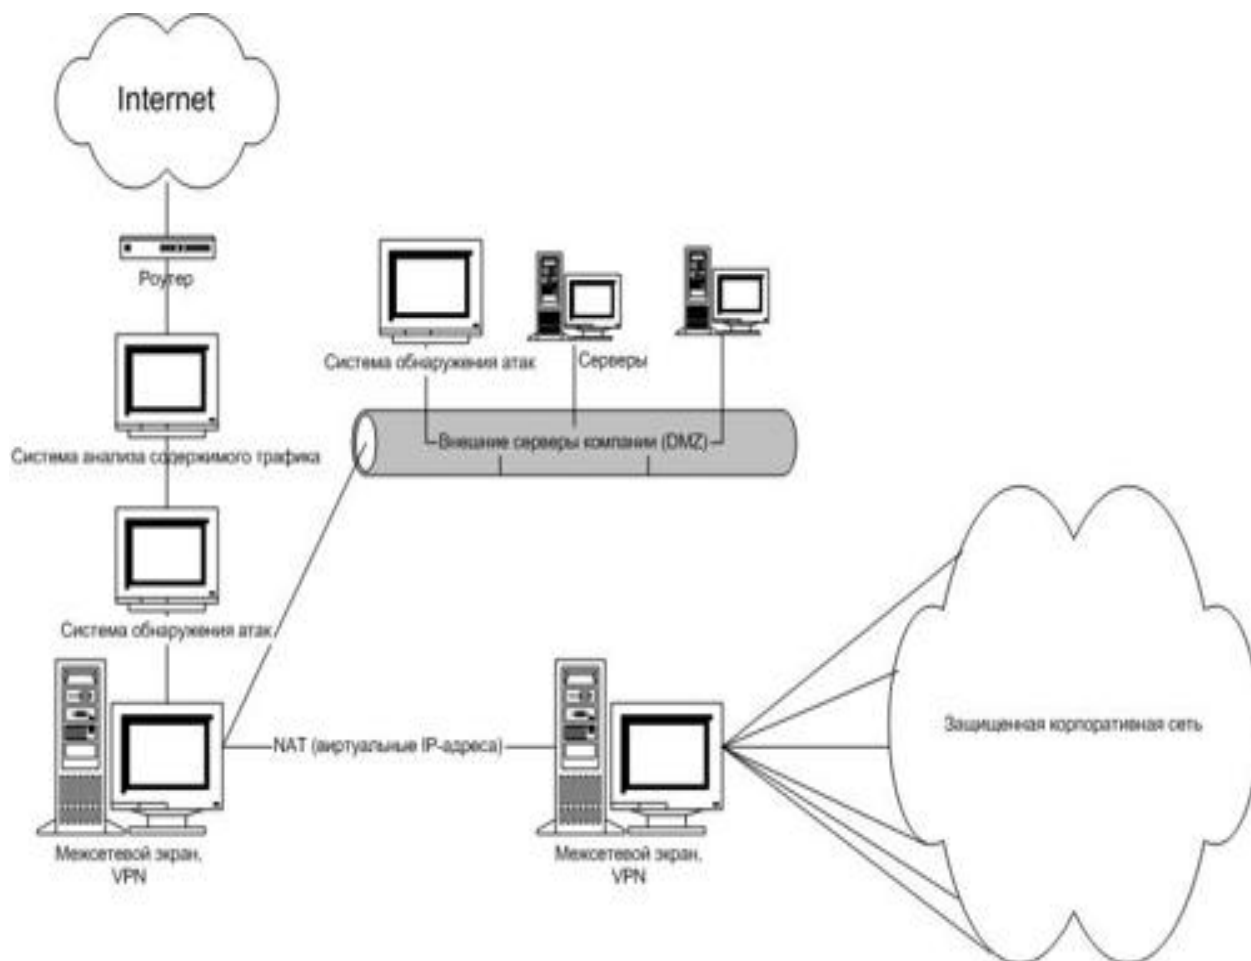 Internet
Роутер
Система обнаружения атак
Серверы
Внешние серверы компании (DMZ)
Система анализа содержимого трафика
Система обнаружения атак
Защищенная корпоративная сеть
NAT (виртуальные IP-адреса)
Межсетевой экран,
VPN
Межсетевой экран,
VPN